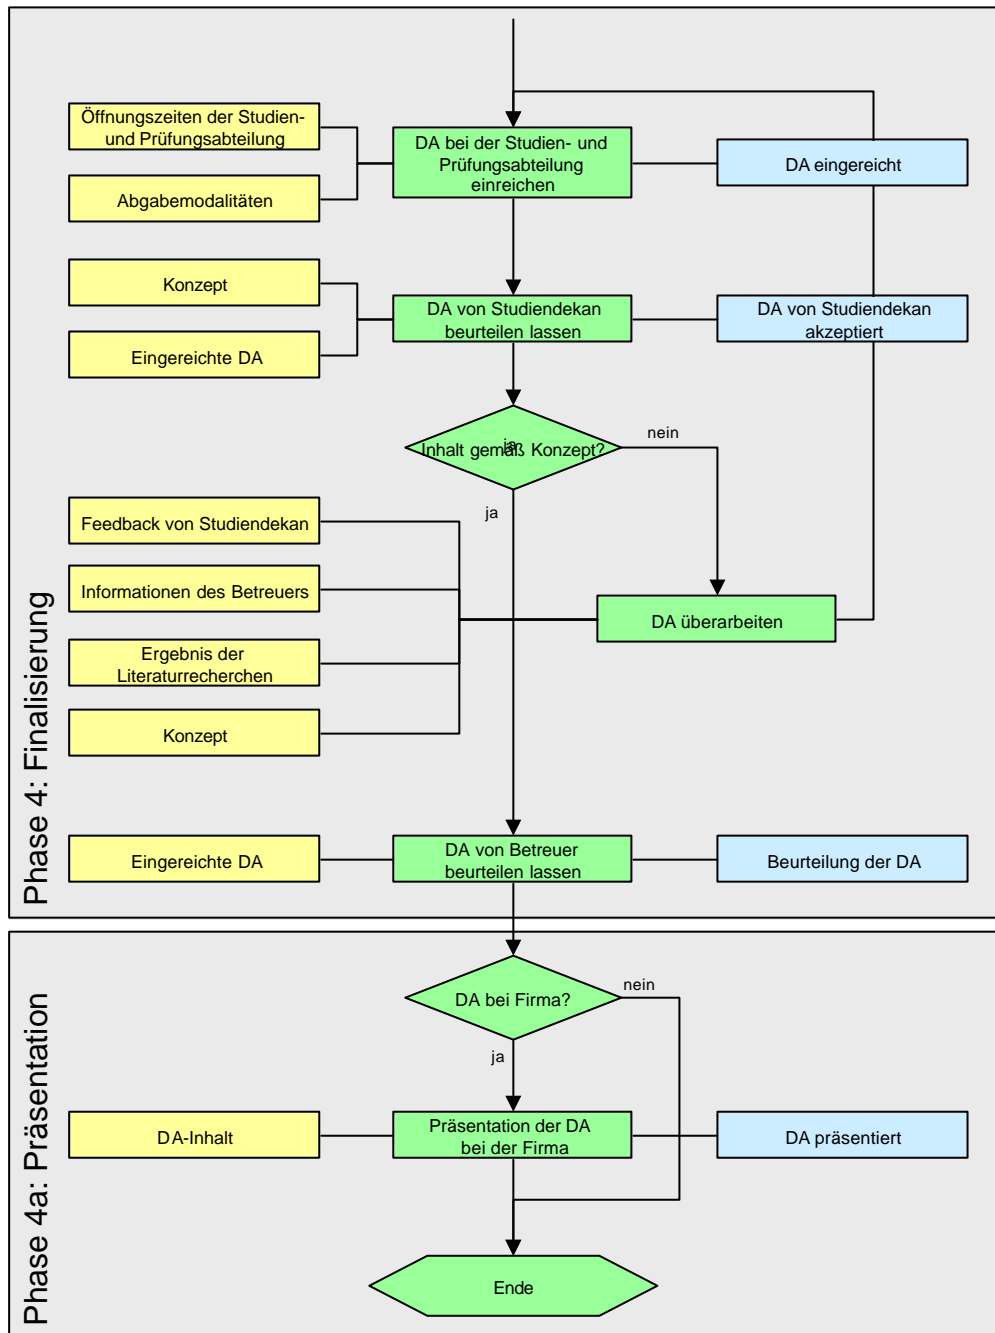 Phase 4: Finalisierung
Öffnungszeiten der Studien-
und Prüfungsabteilung
Abgabemodalitäten
DA bei der Studien- und
Prüfungsabteilung
einreichen
DA eingereicht
Konzept
Eingereichte DA
DA von Studiendekan
beurteilen lassen
DA von Studiendekan
akzeptiert
Inhalt gemäß Konzept?
ja
nein
ja
Feedback von Studiendekan
Informationen des Betreuers
Ergebnis der
Literaturrecherchen
Konzept
DA überarbeiten
Eingereichte DA
DA von Betreuer
beurteilen lassen
Beurteilung der DA
Phase 4a: Präsentation
DA bei Firma?
nein
ja
DA-Inhalt
Präsentation der DA
bei der Firma
DA präsentiert
Ende